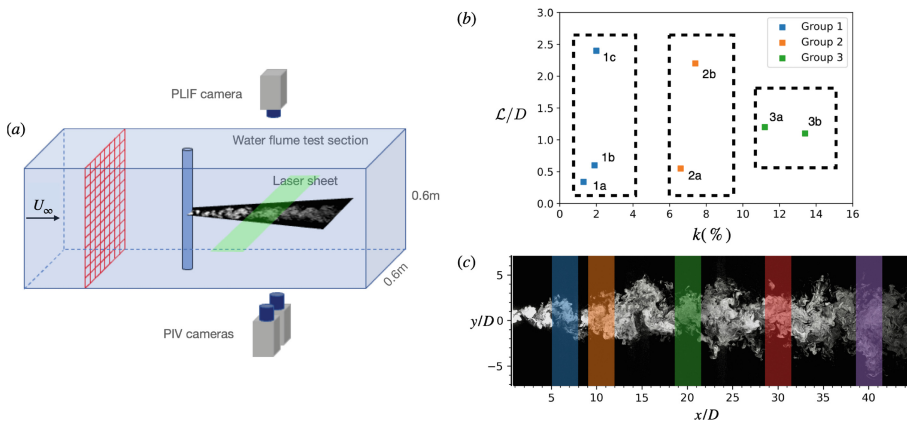 (a)
PLIF camera
Water flume test section
Laser sheet
U∞
0.6m
0.6m
PIV cameras
(b)
3.0
2.5
2.0
1.5
1.0
0.5
0.0
ℒ/D
0 2 4 6 8 10 12 14 16
k(%)
Group 1
Group 2
Group 3
1c
2b
3a
3b
1b
2a
1a
(c)
5
0
−5
y/D
5 10 15 20 25 30 35 40
x/D